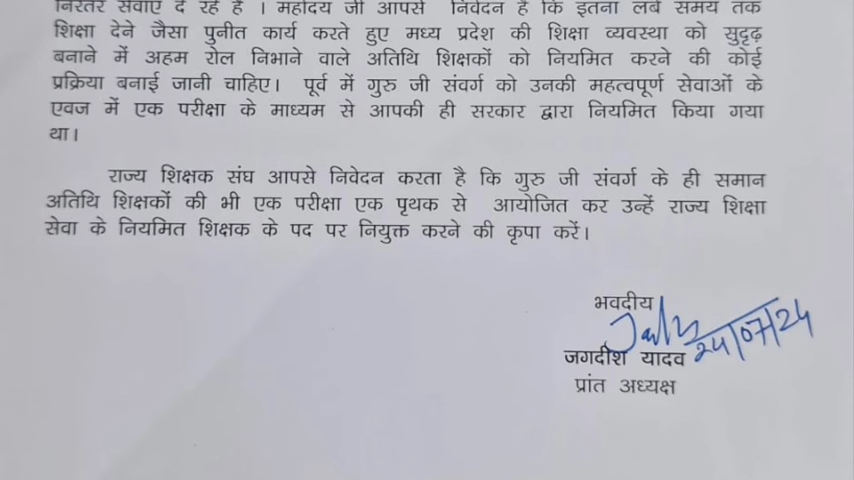 निरंतर सेवाएं दे रहे हैं । महोदय जी आपसे निवेदन है कि इतना लंबे समय तक
शिक्षा देने जैसा पुनीत कार्य करते हुए मध्य प्रदेश की शिक्षा व्यवस्था को सुदृढ़
बनाने में अहम रोल निभाने वाले अतिथि शिक्षकों को नियमित करने की कोई
प्रक्रिया बनाई जानी चाहिए। पूर्व में गुरु जी संवर्ग को उनकी महत्वपूर्ण सेवाओं के
एवज में एक परीक्षा के माध्यम से आपकी ही सरकार द्वारा नियमित किया गया
था।
राज्य शिक्षक संघ आपसे निवेदन करता है कि गुरु जी संवर्ग के ही समान
अतिथि शिक्षकों की भी एक परीक्षा एक पृथक से आयोजित कर उन्हें राज्य शिक्षा
सेवा के नियमित शिक्षक के पद पर नियुक्त करने की कृपा करें।
भवदीय
24/07/24
जगदीश यादव
प्रांत अध्यक्ष